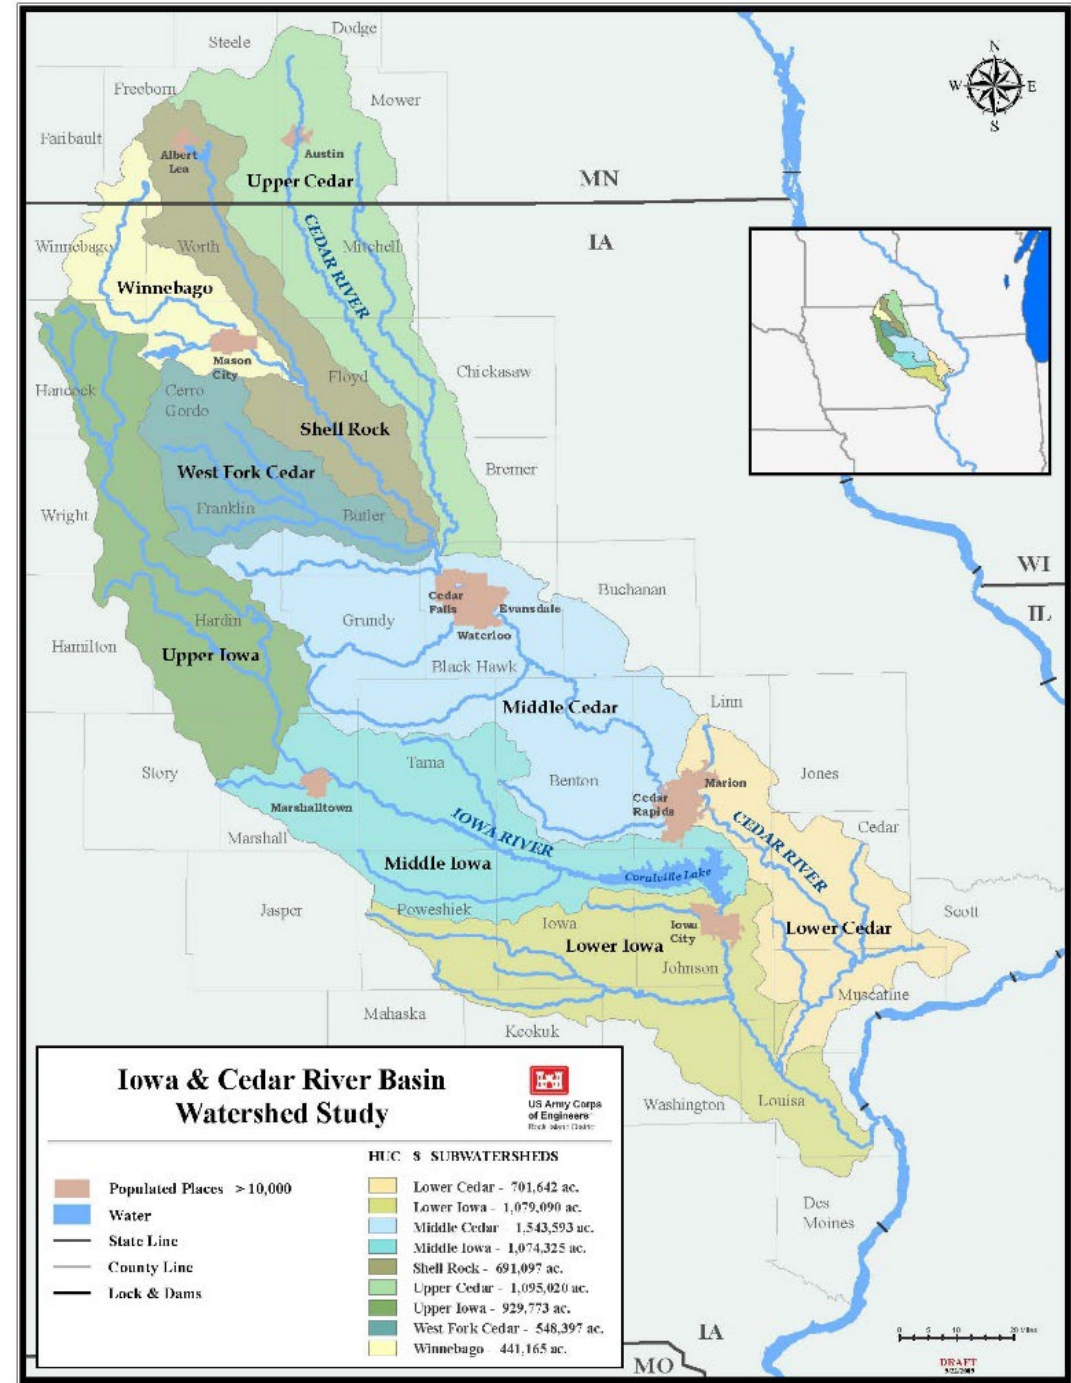 Dodge
Steele
Freeborn
Mower
Faribault
Albert
Lea
Austin
Upper Cedar
MN
IA
N
W E
S
CEDAR RIVER
Winnebago
Worth
Mitchell
Winnebago
Mason
City
Hancock
Cerro
Gordo
Floyd
Chickasaw
Shell Rock
West Fork Cedar
Bremer
Wright
Franklin
Butler
WI
IL
Cedar
Falls
Evansdale
Waterloo
Buchanan
Hamilton
Hardin
Grundy
Upper Iowa
Black Hawk
Middle Cedar
Linn
Story
Tama
Benton
Marion
Jones
Cedar
Rapids
Marshalltown
Marshall
IOWA RIVER
CEDAR RIVER
Cedar
Middle Iowa
Coralville Lake
Jasper
Poweshiek
Iowa
Iowa
City
Scott
Lower Iowa
Lower Cedar
Johnson
Muscatine
Mahaska
Keokuk
Washington
Louisa
Des
Moines
IA
MO
Iowa & Cedar River Basin
Watershed Study
US Army Corps
of Engineers
Rock Island District
HUC 8 SUBWATERSHEDS
Populated Places > 10,000
Water
State Line
County Line
Lock & Dams
Lower Cedar - 701,642 ac.
Lower Iowa - 1,079,090 ac.
Middle Cedar - 1,543,593 ac.
Middle Iowa - 1,074,325 ac.
Shell Rock - 691,097 ac.
Upper Cedar - 1,095,020 ac.
Upper Iowa - 929,773 ac.
West Fork Cedar - 548,397 ac.
Winnebago - 441,165 ac.
0 5 10 20 Miles
DRAFT